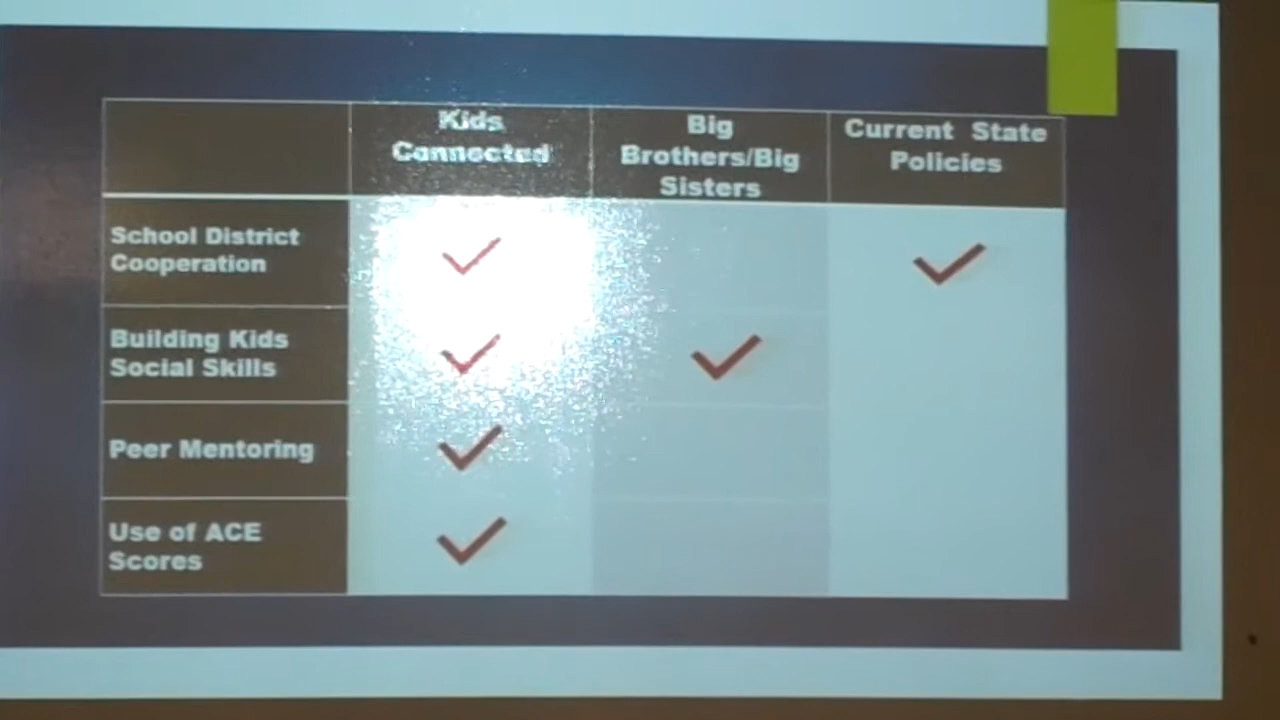 Kids
Connected
Big
Brothers/Big
Sisters
Current State
Policies
School District
Cooperation
Building Kids
Social Skills
Peer Mentoring
Use of ACE
Scores